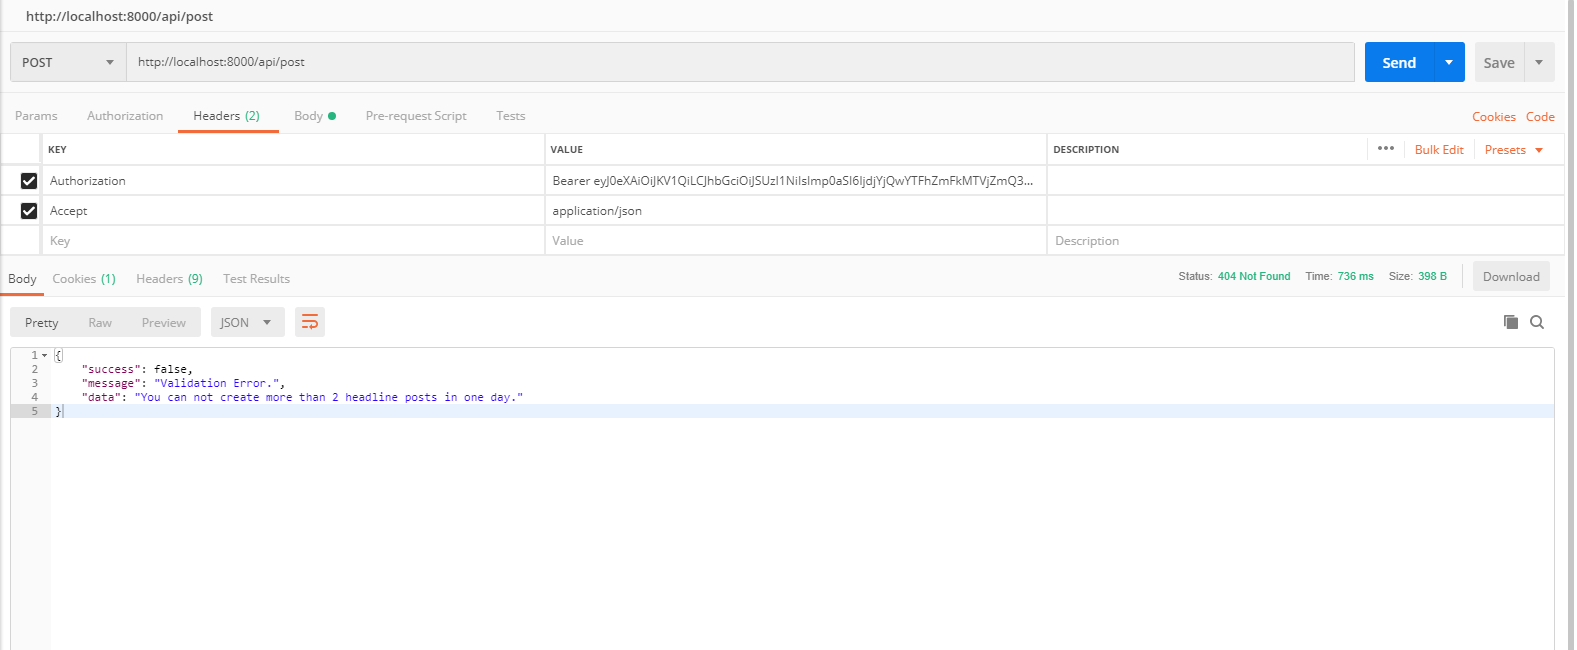 http://localhost:8000/api/post
POST http://localhost:8000/api/post Send Save
Params Authorization Headers (2) Body Pre-request Script Tests Cookies Code
KEY VALUE DESCRIPTION ••• Bulk Edit Presets
Authorization Bearer
Accept application/json
Key Value Description
Body Cookies (1) Headers (9) Test Results Status: 404 Not Found Time: 736 ms Size: 398 B Download
Pretty Raw Preview JSON
1 {
2 "success": false,
3 "message": "Validation Error.",
4 "data": "You can not create more than 2 headline posts in one day."
5 }